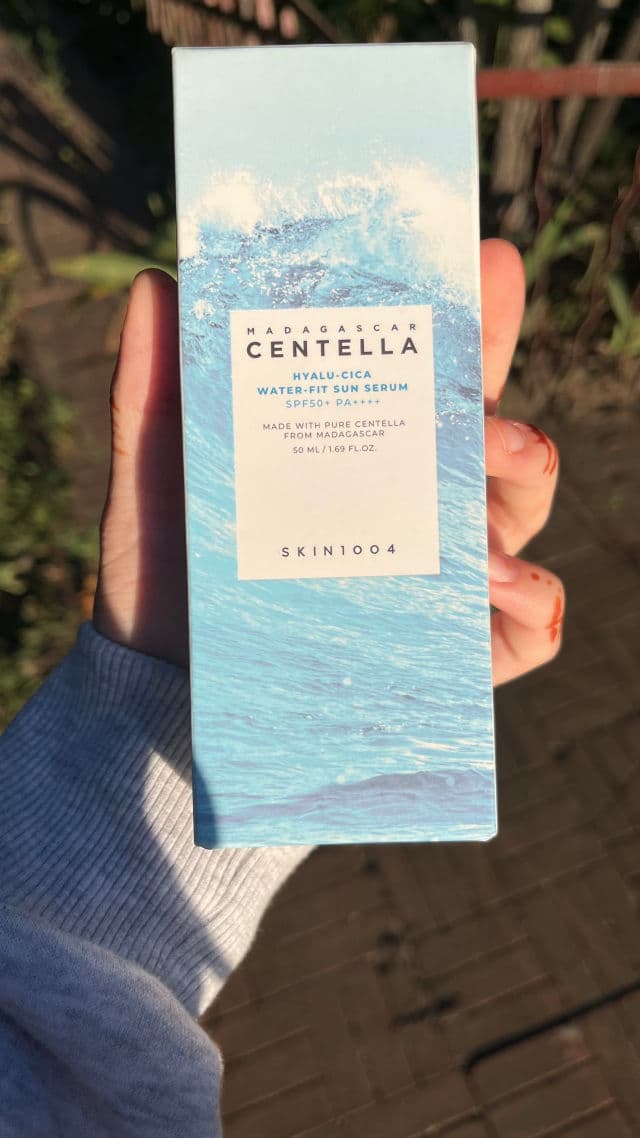 MADAGASCAR
CENTELLA
HYALU-CICA
WATER-FIT SUN SERUM
SPF50+ PA++++
MADE WITH PURE CENTELLA
FROM MADAGASCAR
50 ML / 1.69 FL.OZ.
SKIN1004